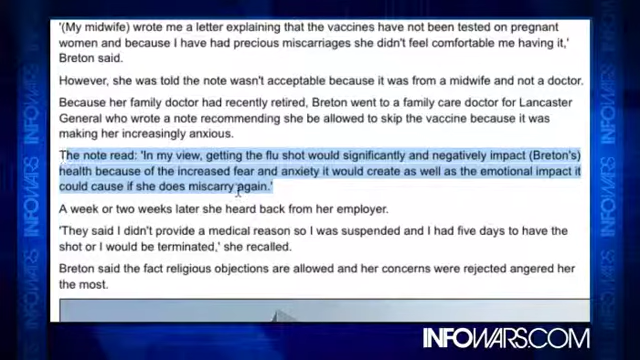 '(My midwife) wrote me a letter explaining that the vaccines have not been tested on pregnant
women and because I have had precious miscarriages she didn't feel comfortable me having it,'
Breton said.
However, she was told the note wasn't acceptable because it was from a midwife and not a doctor.
Because her family doctor had recently retired, Breton went to a family care doctor for Lancaster
General who wrote a note recommending she be allowed to skip the vaccine because it was
making her increasingly anxious.
The note read: 'In my view, getting the flu shot would significantly and negatively impact (Breton's)
health because of the increased fear and anxiety it would create as well as the emotional impact it
could cause if she does miscarry again.'
A week or two weeks later she heard back from her employer.
'They said I didn't provide a medical reason so I was suspended and I had five days to have the
shot or I would be terminated,' she recalled.
Breton said the fact religious objections are allowed and her concerns were rejected angered her
the most.
INFOWARS.COM
INFOWARS
INFOWARS
INFOWARS
INFOWARS